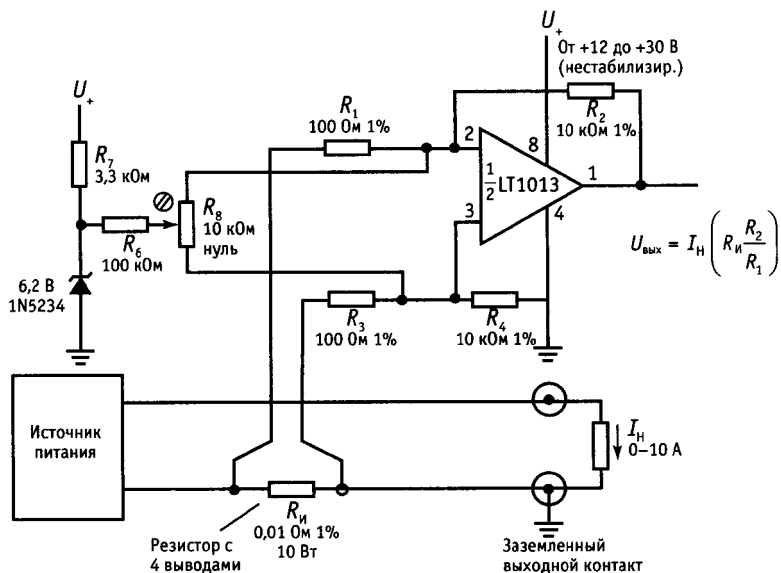 U+
От +12 до +30 В
(нестабилизир.)
U+
R1
100 Ом 1%
R2
10 кОм 1%
R7
3,3 кОм
2
8
1/2 LT1013
1
3
4
R8
10 кОм
нуль
R6
100 кОм
Uвых = Iн (Rи R2/R1)
6,2 В
1N5234
R3
100 Ом 1%
R4
10 кОм 1%
Источник
питания
Iн
0–10 А
Rи
0,01 Ом 1%
10 Вт
Резистор с
4 выводами
Заземленный
выходной контакт